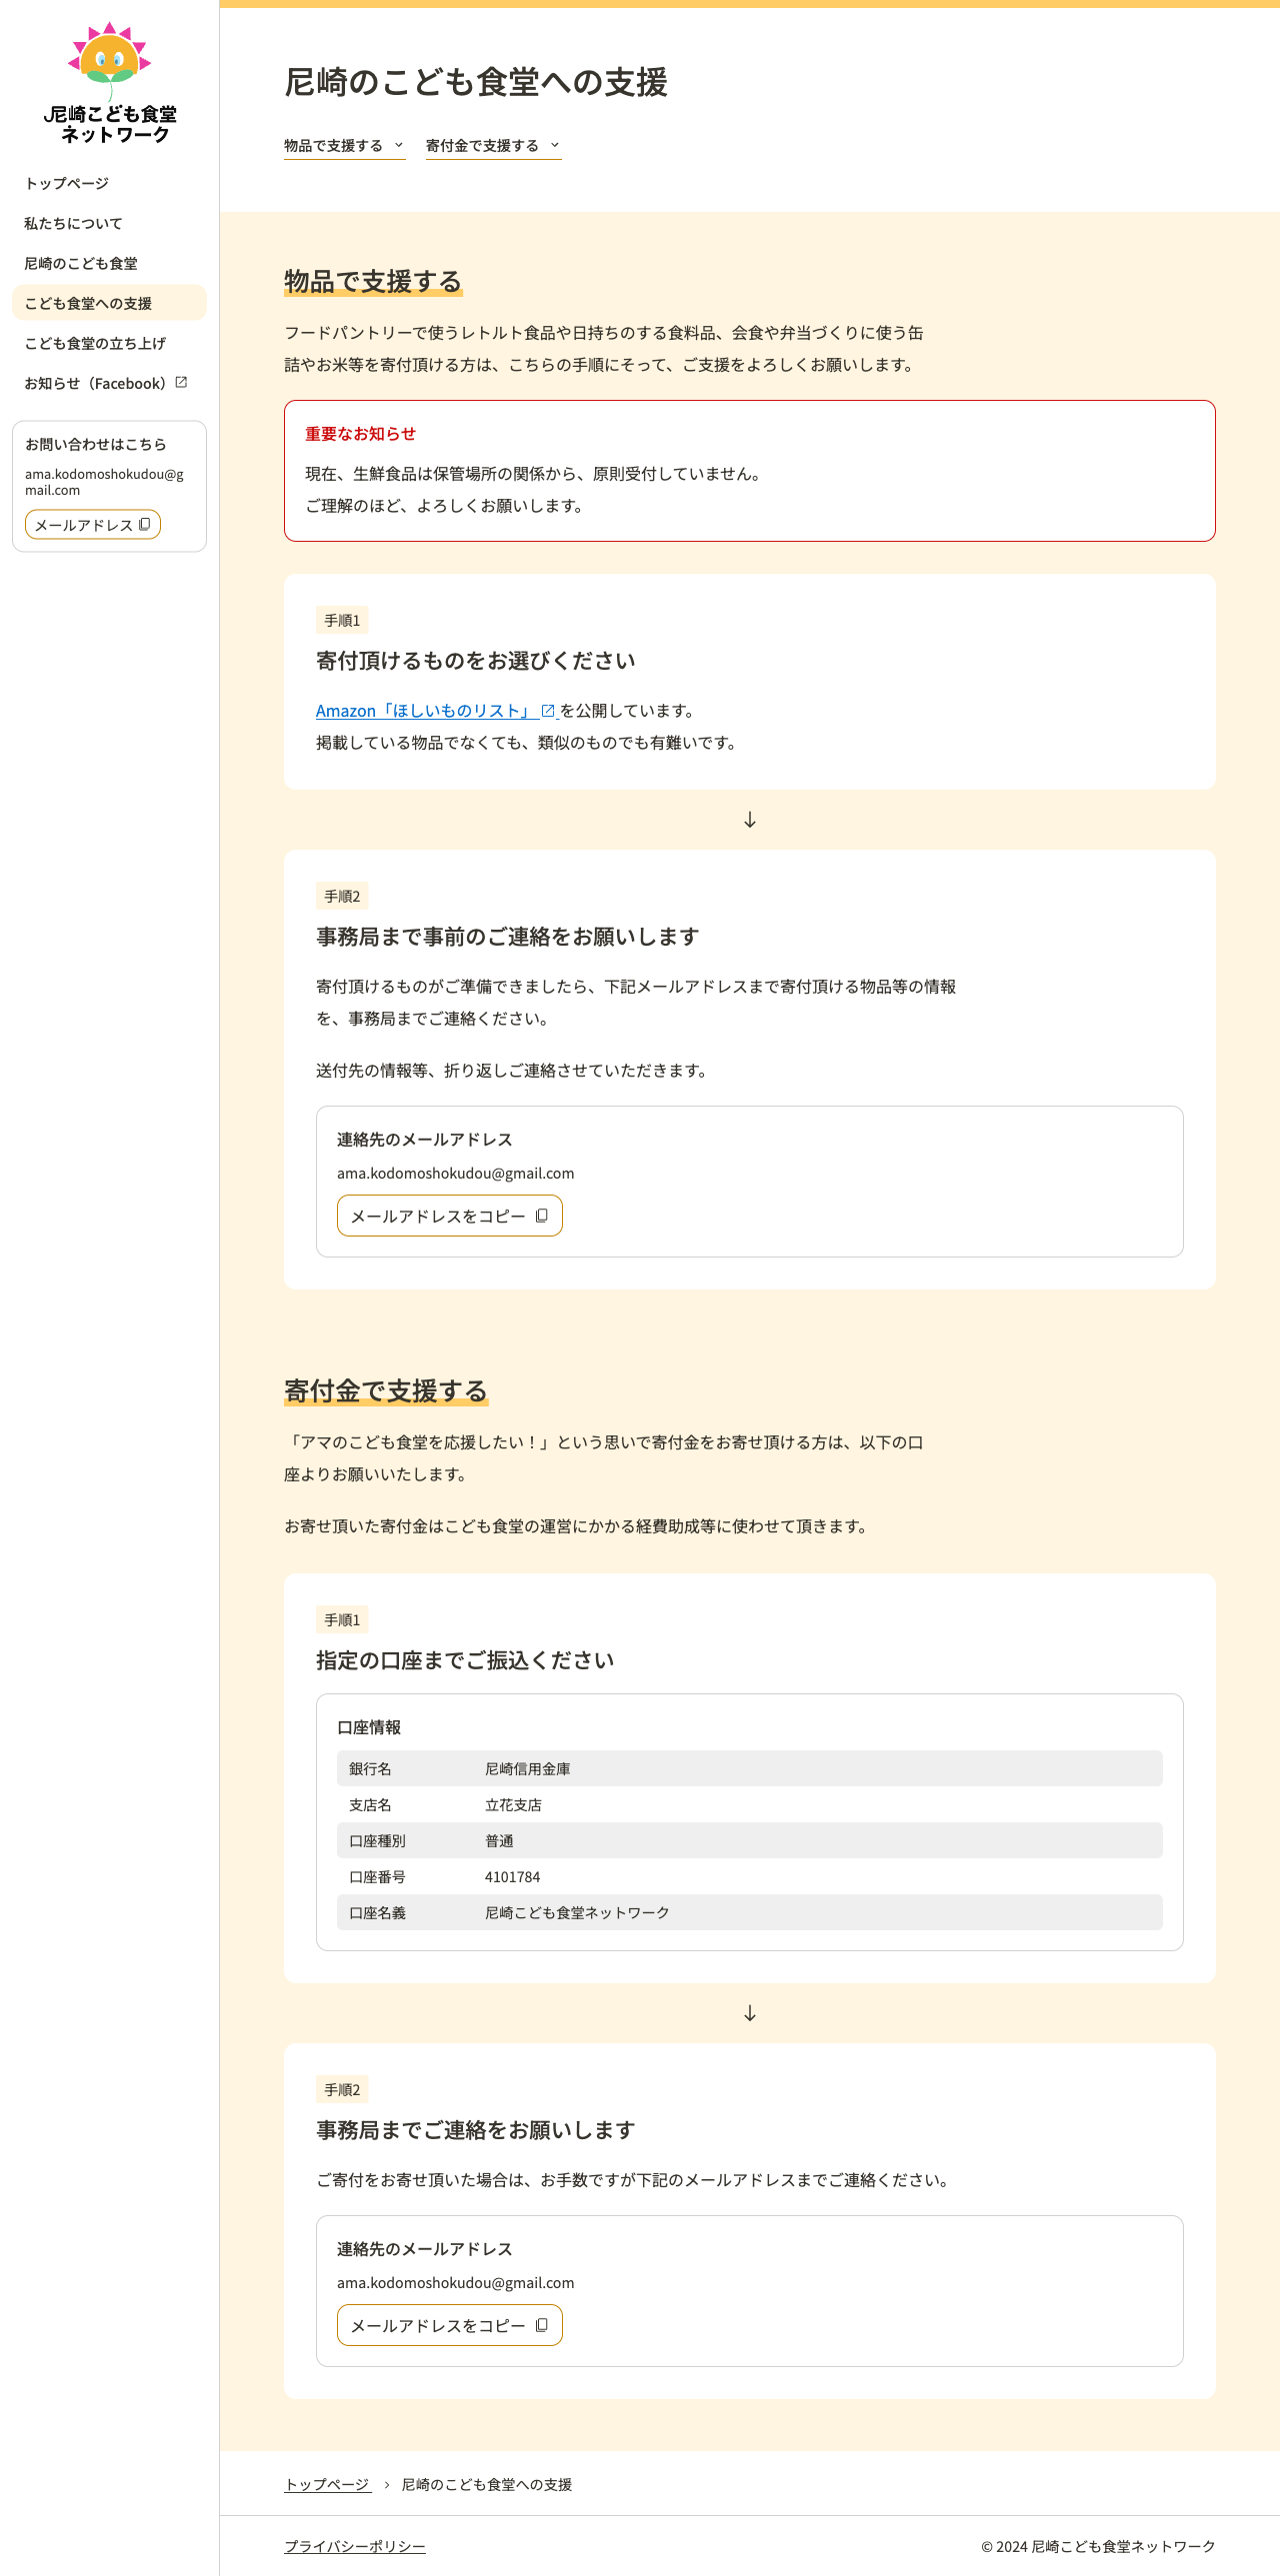 尼崎こども食堂
ネットワーク
トップページ
私たちについて
尼崎のこども食堂
こども食堂への支援
こども食堂の立ち上げ
お知らせ（Facebook）
お問い合わせはこちら
ama.kodomoshokudou@g
mail.com
メールアドレス
尼崎のこども食堂への支援
物品で支援する
寄付金で支援する
物品で支援する
フードパントリーで使うレトルト食品や日持ちのする食料品、会食や弁当づくりに使う缶
詰やお米等を寄付頂ける方は、こちらの手順にそって、ご支援をよろしくお願いします。
重要なお知らせ
現在、生鮮食品は保管場所の関係から、原則受付していません。
ご理解のほど、よろしくお願いします。
手順1
寄付頂けるものをお選びください
Amazon「ほしいものリスト」を公開しています。
掲載している物品でなくても、類似のものでも有難いです。
↓
手順2
事務局まで事前のご連絡をお願いします
寄付頂けるものがご準備できましたら、下記メールアドレスまで寄付頂ける物品等の情報
を、事務局までご連絡ください。
送付先の情報等、折り返しご連絡させていただきます。
連絡先のメールアドレス
ama.kodomoshokudou@gmail.com
メールアドレスをコピー
寄付金で支援する
「アマのこども食堂を応援したい！」という思いで寄付金をお寄せ頂ける方は、以下の口
座よりお願いいたします。
お寄せ頂いた寄付金はこども食堂の運営にかかる経費助成等に使わせて頂きます。
手順1
指定の口座までご振込ください
口座情報
銀行名 尼崎信用金庫
支店名 立花支店
口座種別 普通
口座番号 4101784
口座名義 尼崎こども食堂ネットワーク
↓
手順2
事務局までご連絡をお願いします
ご寄付をお寄せ頂いた場合は、お手数ですが下記のメールアドレスまでご連絡ください。
連絡先のメールアドレス
ama.kodomoshokudou@gmail.com
メールアドレスをコピー
トップページ › 尼崎のこども食堂への支援
プライバシーポリシー
© 2024 尼崎こども食堂ネットワーク